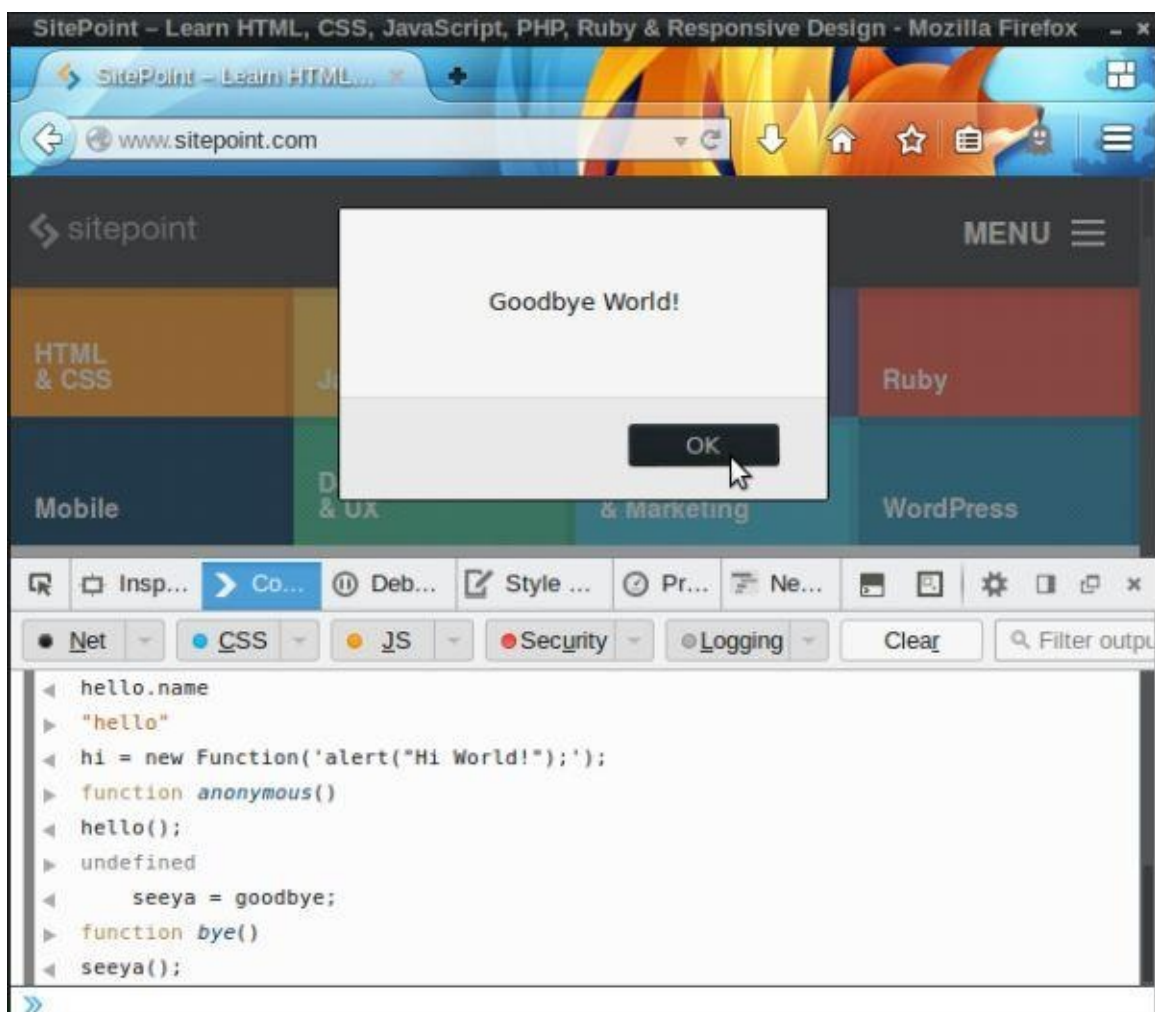 SitePoint – Learn HTML, CSS, JavaScript, PHP, Ruby & Responsive Design - Mozilla Firefox
SitePoint – Learn HTML...
www.sitepoint.com
sitepoint
MENU
Goodbye World!
OK
HTML
& CSS
Ja
Ruby
Mobile
D
& UX
& Marketing
WordPress
Insp... Co... Deb... Style ... Pr... Ne...
Net CSS JS Security Logging Clear Filter outpu
hello.name
"hello"
hi = new Function('alert("Hi World!");');
function anonymous()
hello();
undefined
seeya = goodbye;
function bye()
seeya();